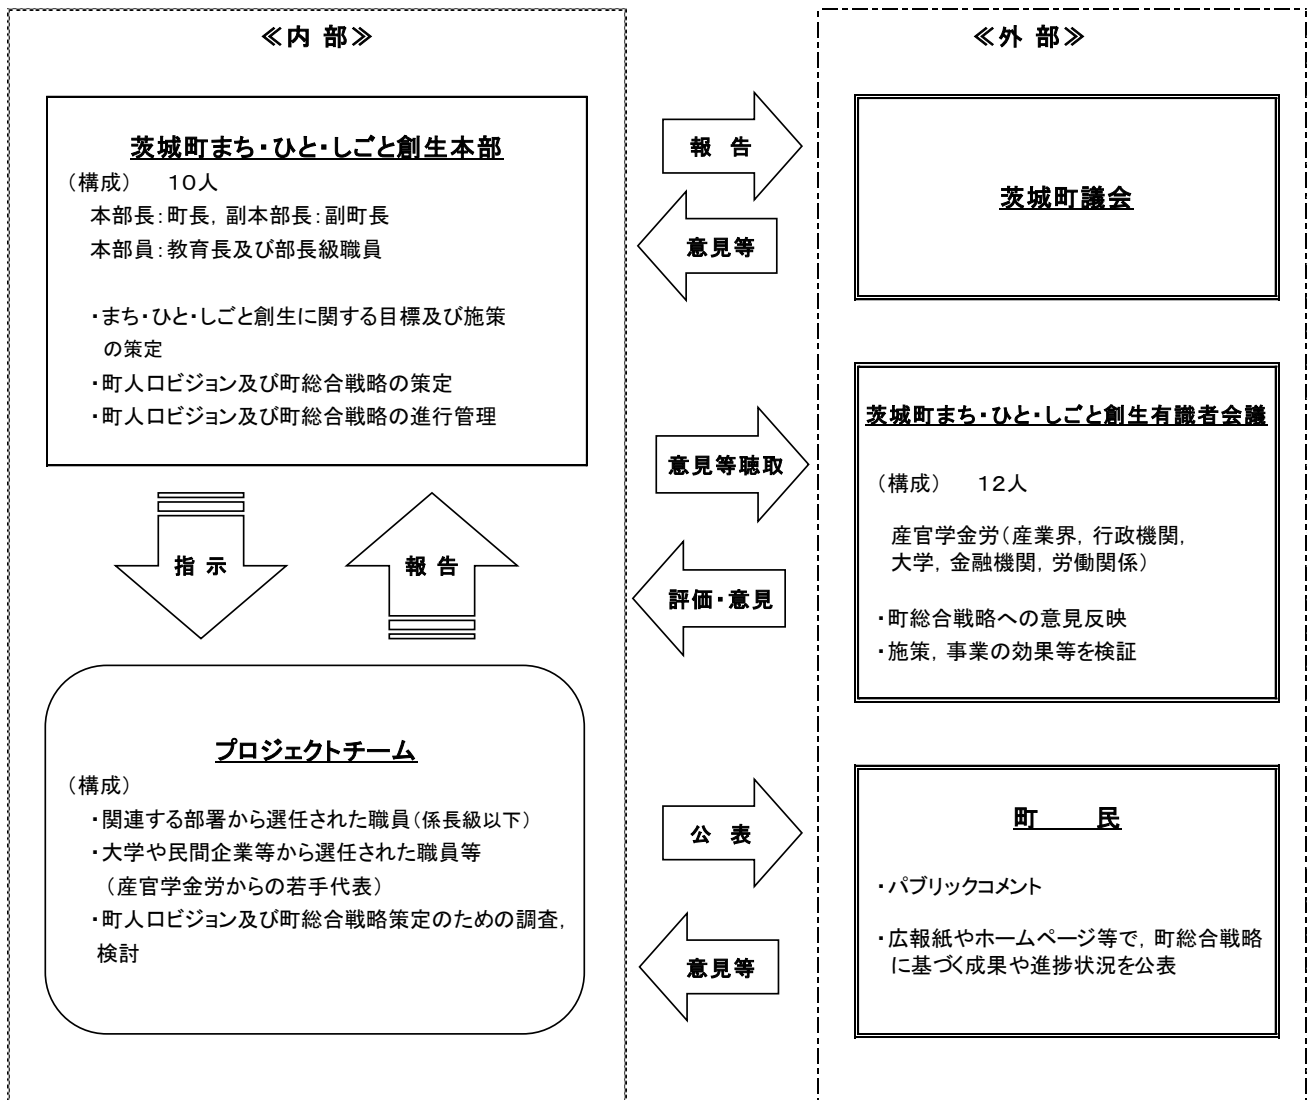 ≪内 部≫
茨城町まち・ひと・しごと創生本部
（構成）　１０人
本部長：町長，副本部長：副町長
本部員：教育長及び部長級職員
・まち・ひと・しごと創生に関する目標及び施策
の策定
・町人口ビジョン及び町総合戦略の策定
・町人口ビジョン及び町総合戦略の進行管理
指 示
報 告
プロジェクトチーム
（構成）
・関連する部署から選任された職員（係長級以下）
・大学や民間企業等から選任された職員等
（産官学金労からの若手代表）
・町人口ビジョン及び町総合戦略策定のための調査，
検討
報 告
意見等
意見等聴取
評価・意見
公 表
意見等
≪外 部≫
茨城町議会
茨城町まち・ひと・しごと創生有識者会議
（構成）　１２人
産官学金労（産業界，行政機関，
大学，金融機関，労働関係）
・町総合戦略への意見反映
・施策，事業の効果等を検証
町　　民
・パブリックコメント
・広報紙やホームページ等で，町総合戦略
に基づく成果や進捗状況を公表